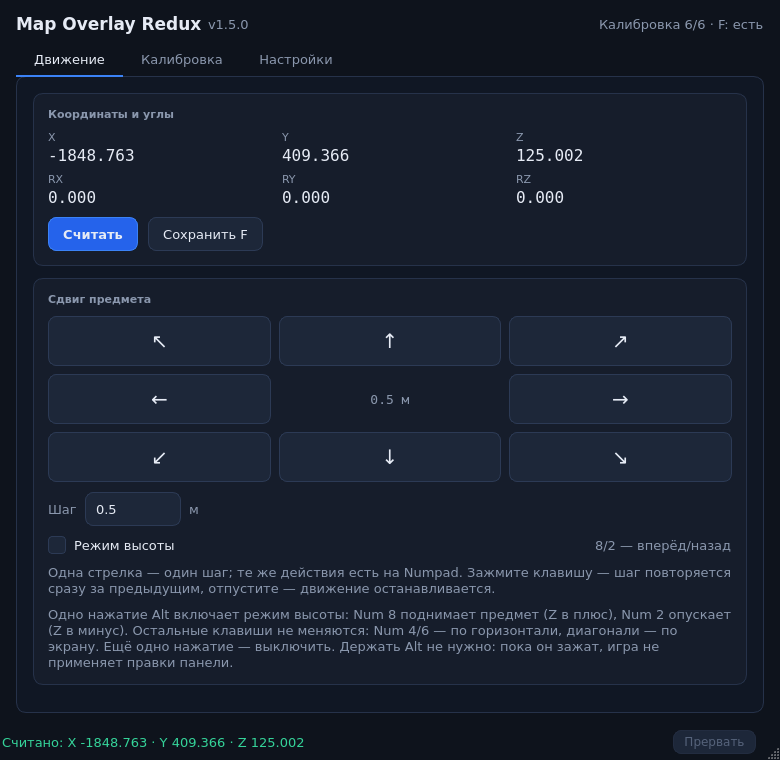 Map Overlay Redux v1.5.0 Калибровка 6/6 · F: есть
Движение Калибровка Настройки
Координаты и углы
X Y Z
-1848.763 409.366 125.002
RX RY RZ
0.000 0.000 0.000
Считать Сохранить F
Сдвиг предмета
↖ ↑ ↗
← 0.5 м →
↙ ↓ ↘
Шаг 0.5 м
Режим высоты 8/2 — вперёд/назад
Одна стрелка — один шаг; те же действия есть на Numpad. Зажмите клавишу — шаг повторяется
сразу за предыдущим, отпустите — движение останавливается.
Одно нажатие Alt включает режим высоты: Num 8 поднимает предмет (Z в плюс), Num 2 опускает
(Z в минус). Остальные клавиши не меняются: Num 4/6 — по горизонтали, диагонали — по
экрану. Ещё одно нажатие — выключить. Держать Alt не нужно: пока он зажат, игра не
применяет правки панели.
Считано: X -1848.763 · Y 409.366 · Z 125.002 Прервать